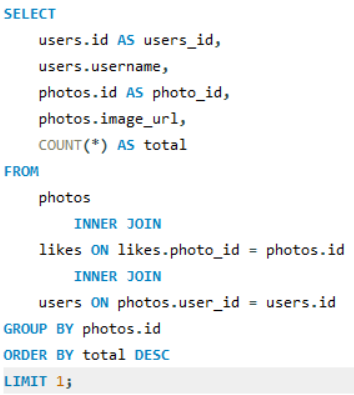 SELECT
    users.id AS users_id,
    users.username,
    photos.id AS photo_id,
    photos.image_url,
    COUNT(*) AS total
FROM
    photos
        INNER JOIN
    likes ON likes.photo_id = photos.id
        INNER JOIN
    users ON photos.user_id = users.id
GROUP BY photos.id
ORDER BY total DESC
LIMIT 1;